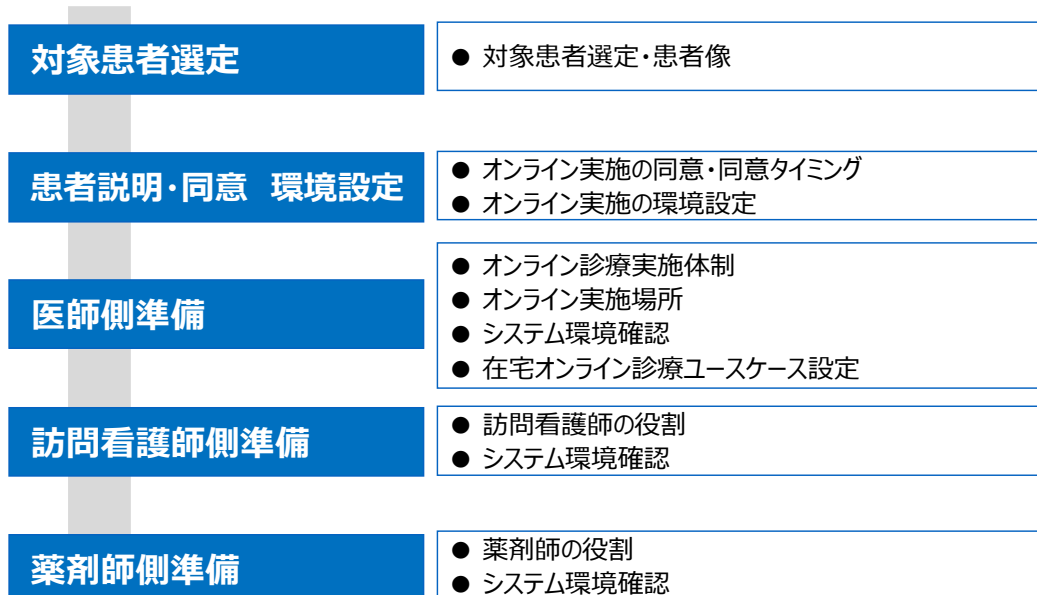 対象患者選定
● 対象患者選定・患者像
患者説明・同意　環境設定
● オンライン実施の同意・同意タイミング
● オンライン実施の環境設定
医師側準備
● オンライン診療実施体制
● オンライン実施場所
● システム環境確認
● 在宅オンライン診療ユースケース設定
訪問看護師側準備
● 訪問看護師の役割
● システム環境確認
薬剤師側準備
● 薬剤師の役割
● システム環境確認